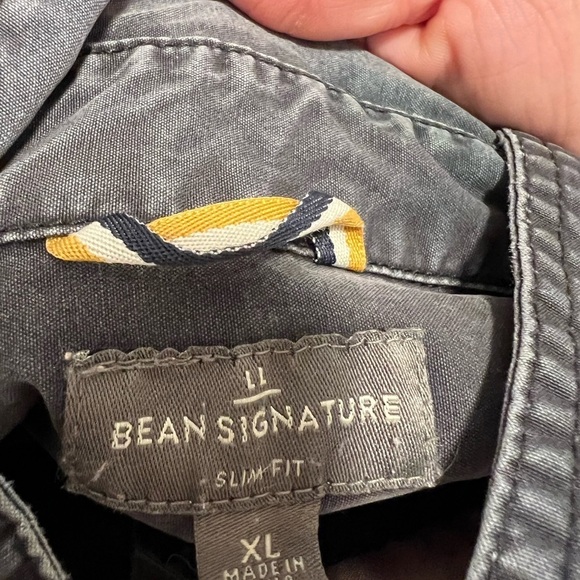 LL
BEAN SIGNATURE
SLIM FIT
XL
MADE IN